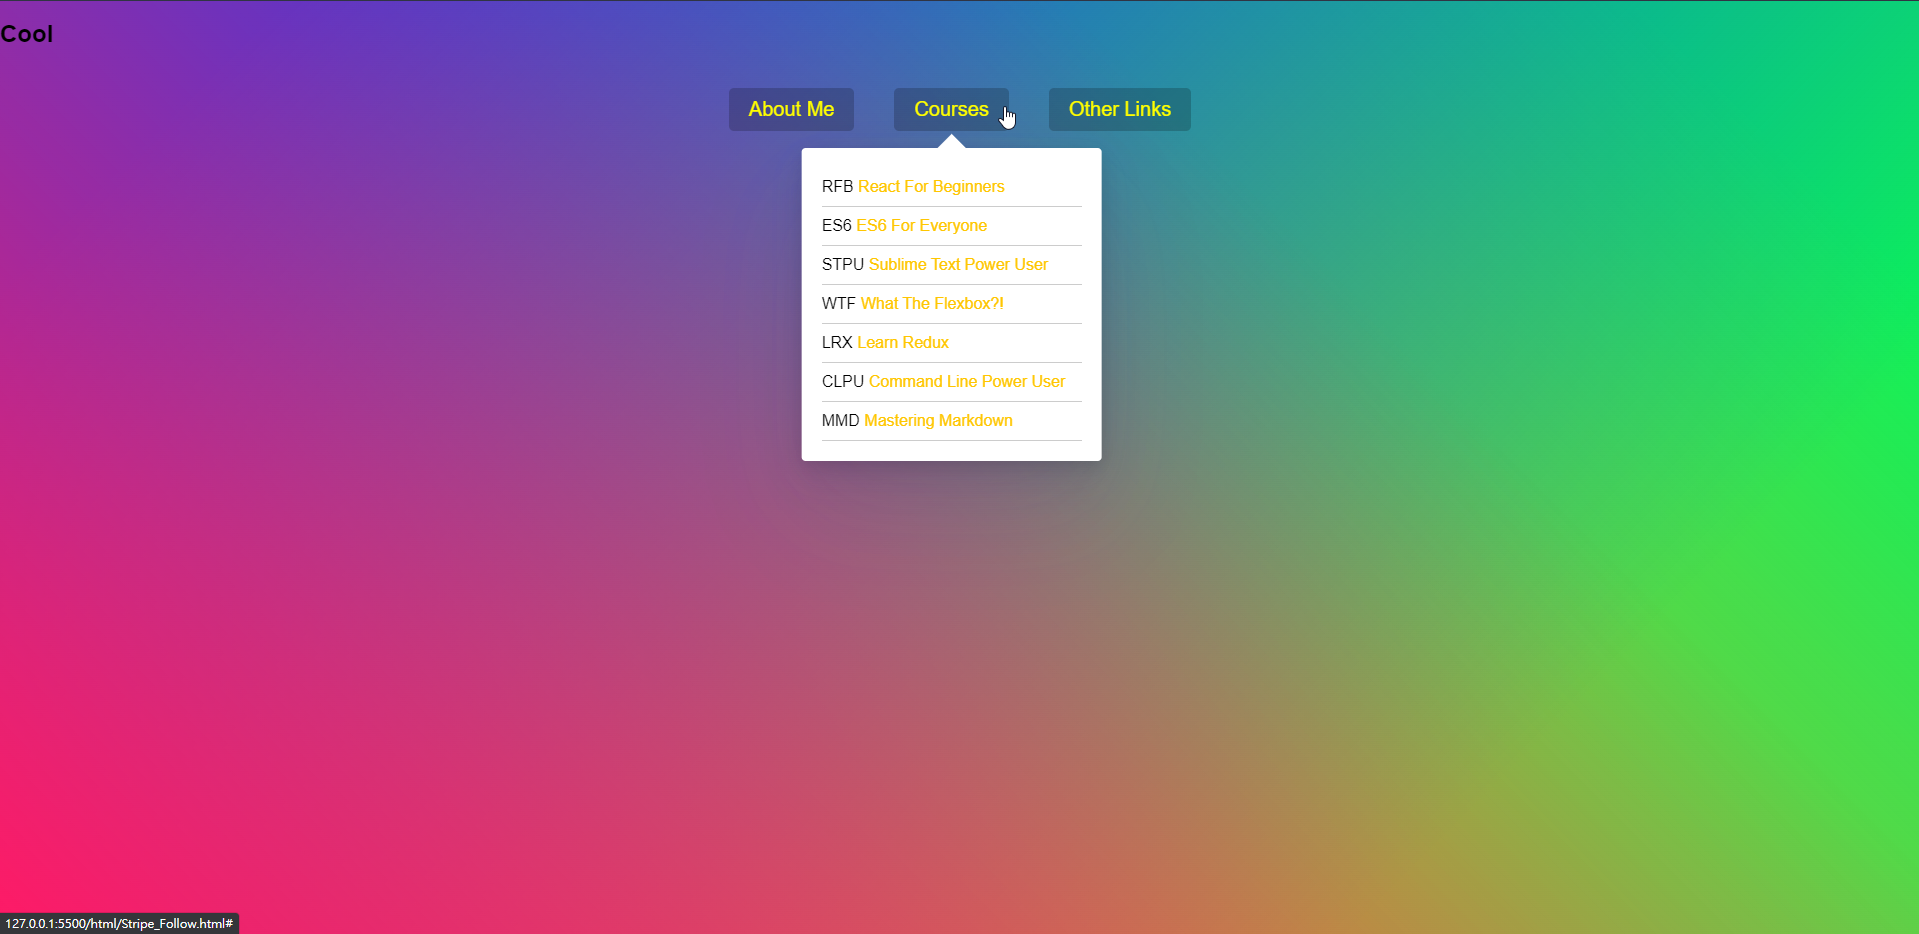 Cool
About Me
Courses
Other Links
RFB React For Beginners
ES6 ES6 For Everyone
STPU Sublime Text Power User
WTF What The Flexbox?!
LRX Learn Redux
CLPU Command Line Power User
MMD Mastering Markdown
127.0.0.1:5500/html/Stripe_Follow.html#